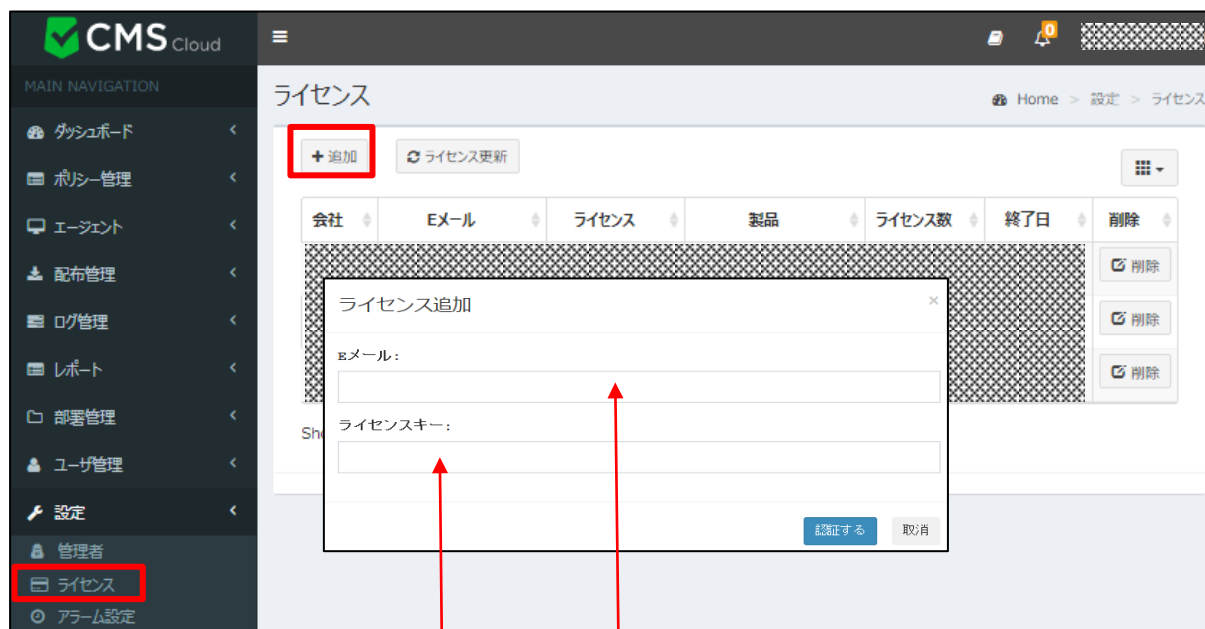 CMS Cloud
0
MAIN NAVIGATION
ライセンス
Home > 設定 > ライセンス
ダッシュボード
ポリシー管理
エージェント
配布管理
ログ管理
レポート
部署管理
ユーザ管理
設定
管理者
ライセンス
アラーム設定
追加
ライセンス更新
会社 Eメール ライセンス 製品 ライセンス数 終了日 削除
削除
削除
削除
ライセンス追加
×
Eメール:
ライセンスキー:
認証する 取消